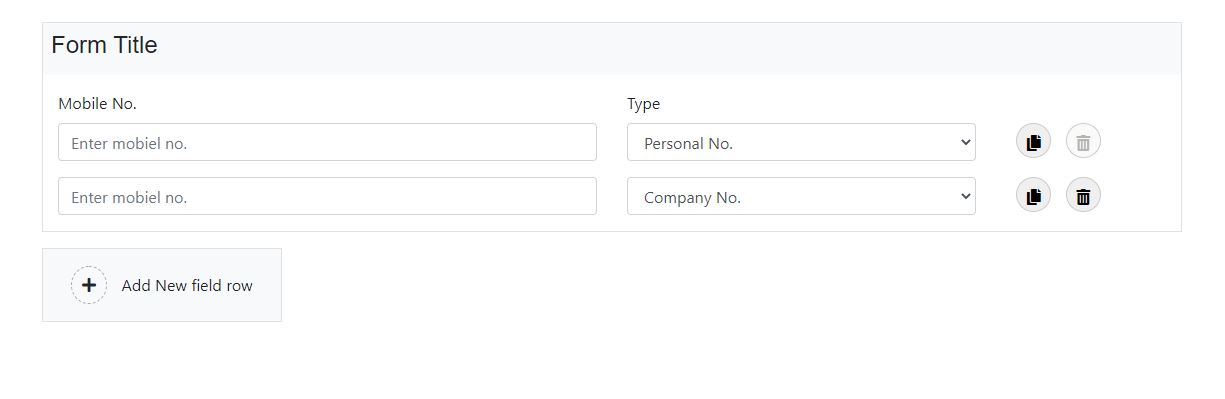 Form Title
Mobile No. Type
Enter mobiel no. Personal No.
Enter mobiel no. Company No.
Add New field row